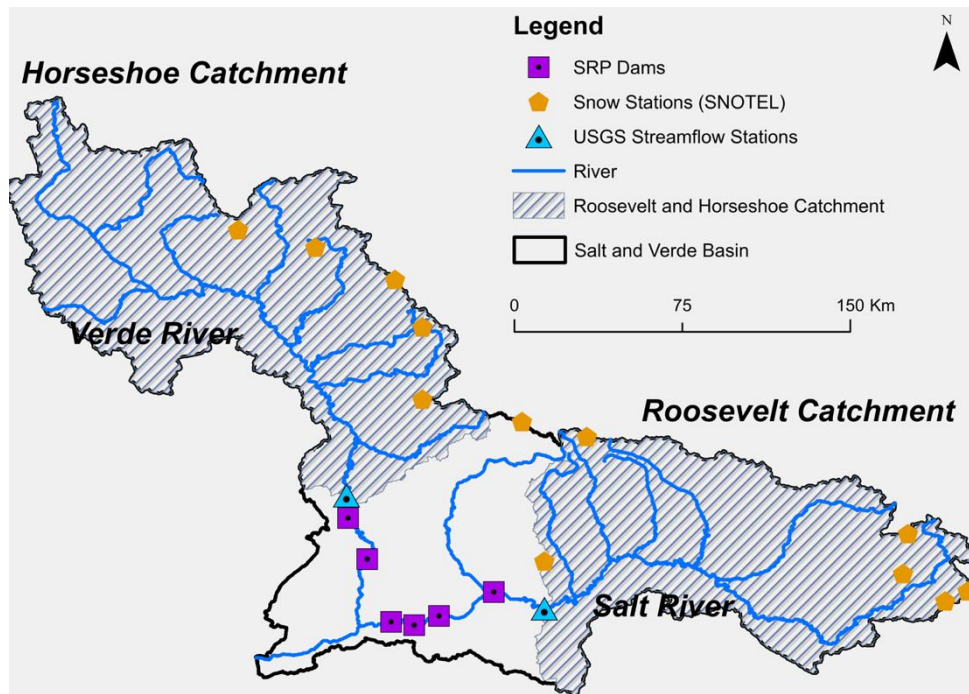 Legend
N
Horseshoe Catchment
SRP Dams
Snow Stations (SNOTEL)
USGS Streamflow Stations
River
Roosevelt and Horseshoe Catchment
Salt and Verde Basin
0 75 150 Km
Verde River
Roosevelt Catchment
Salt River